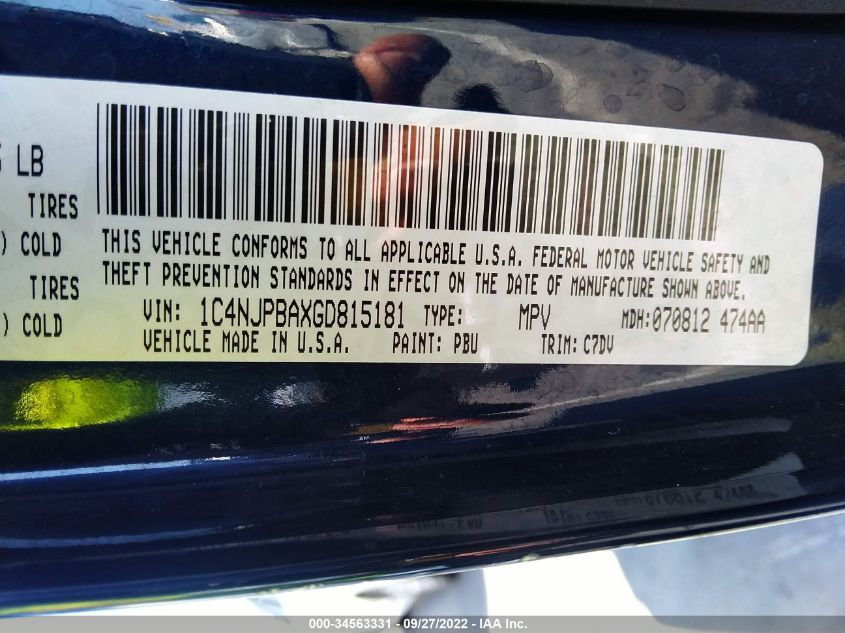 LB
TIRES
) COLD
TIRES
) COLD
THIS VEHICLE CONFORMS TO ALL APPLICABLE U.S.A. FEDERAL MOTOR VEHICLE SAFETY AND
THEFT PREVENTION STANDARDS IN EFFECT ON THE DATE OF MANUFACTURE SHOWN ABOVE.
VIN: 1C4NJPBAXGD815181 TYPE: MPV MDH:070812 474AA
VEHICLE MADE IN U.S.A. PAINT: PBU TRIM: C7DV
000-34563331 - 09/27/2022 - IAA Inc.